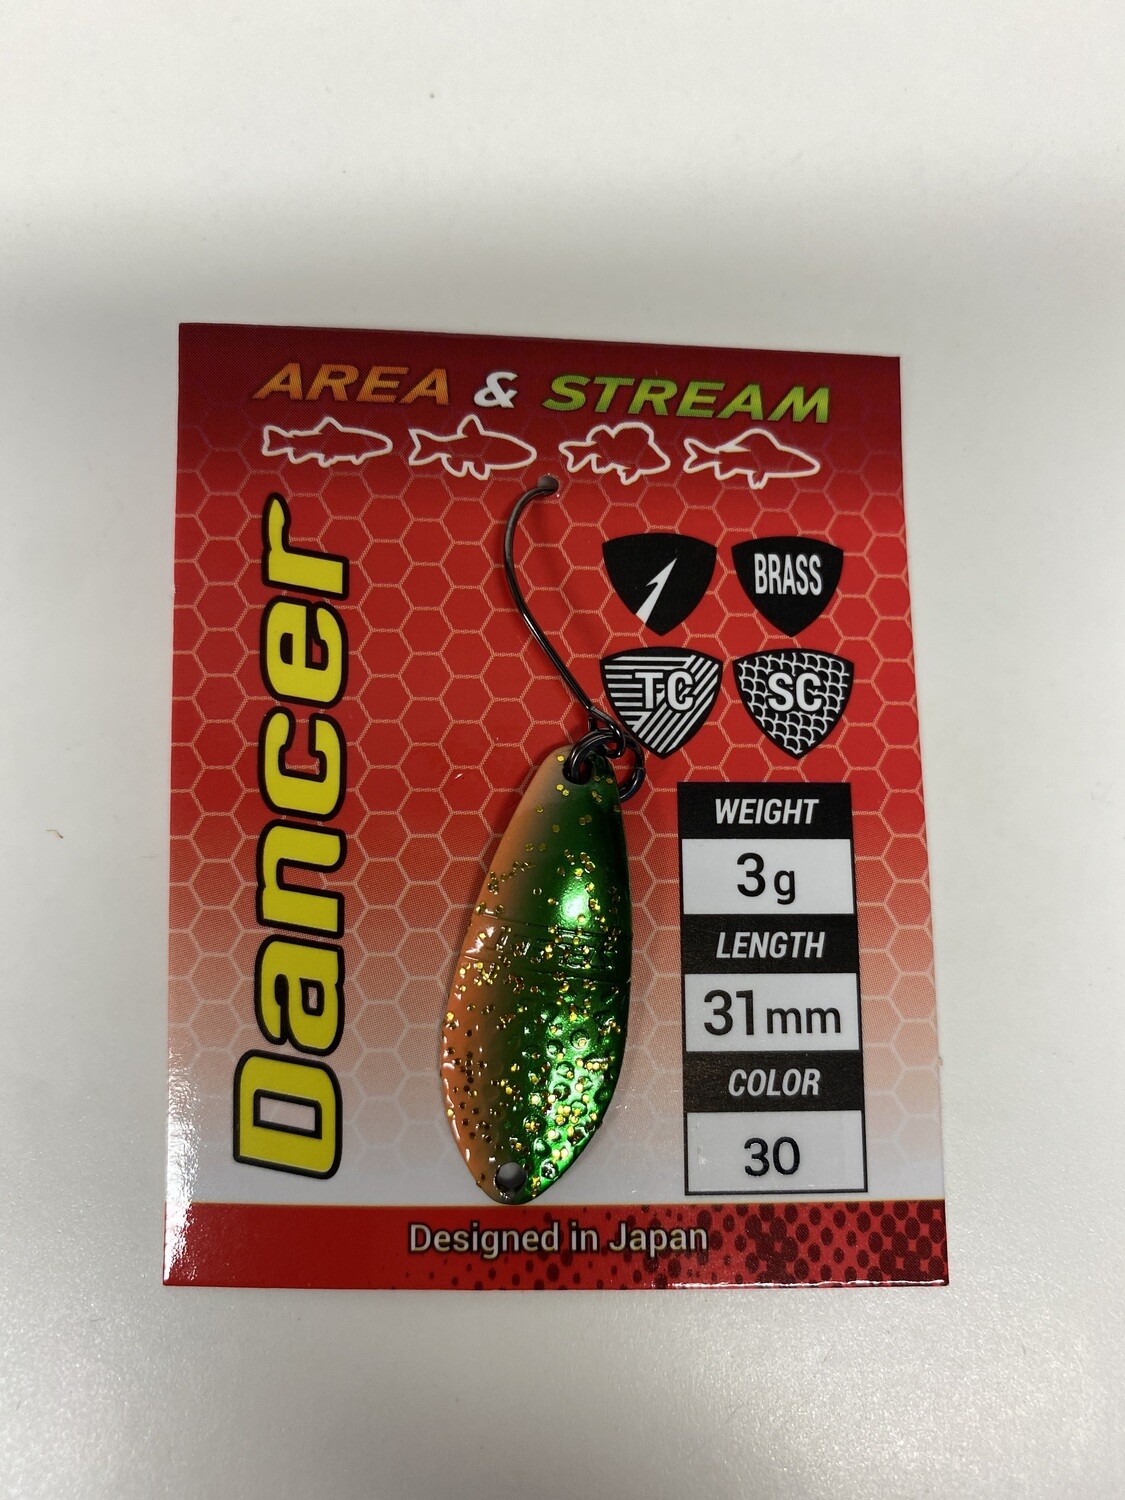 AREA & STREAM
Dancer
BRASS
TC
SC
WEIGHT
3g
LENGTH
31mm
COLOR
30
Designed in Japan